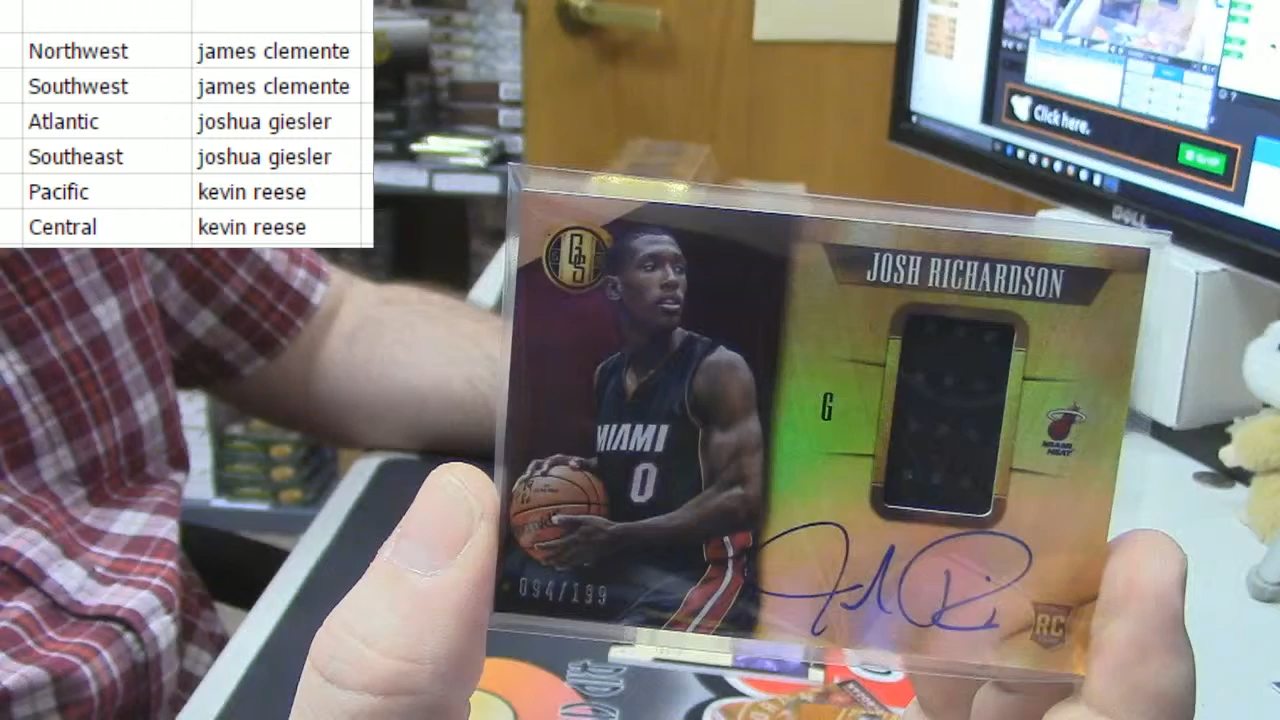 Northwest james clemente
Southwest james clemente
Atlantic joshua giesler
Southeast joshua giesler
Pacific kevin reese
Central kevin reese
Click here.
DELL
GS
JOSH RICHARDSON
G
MIAMI
HEAT
MIAMI
0
094/199
RC